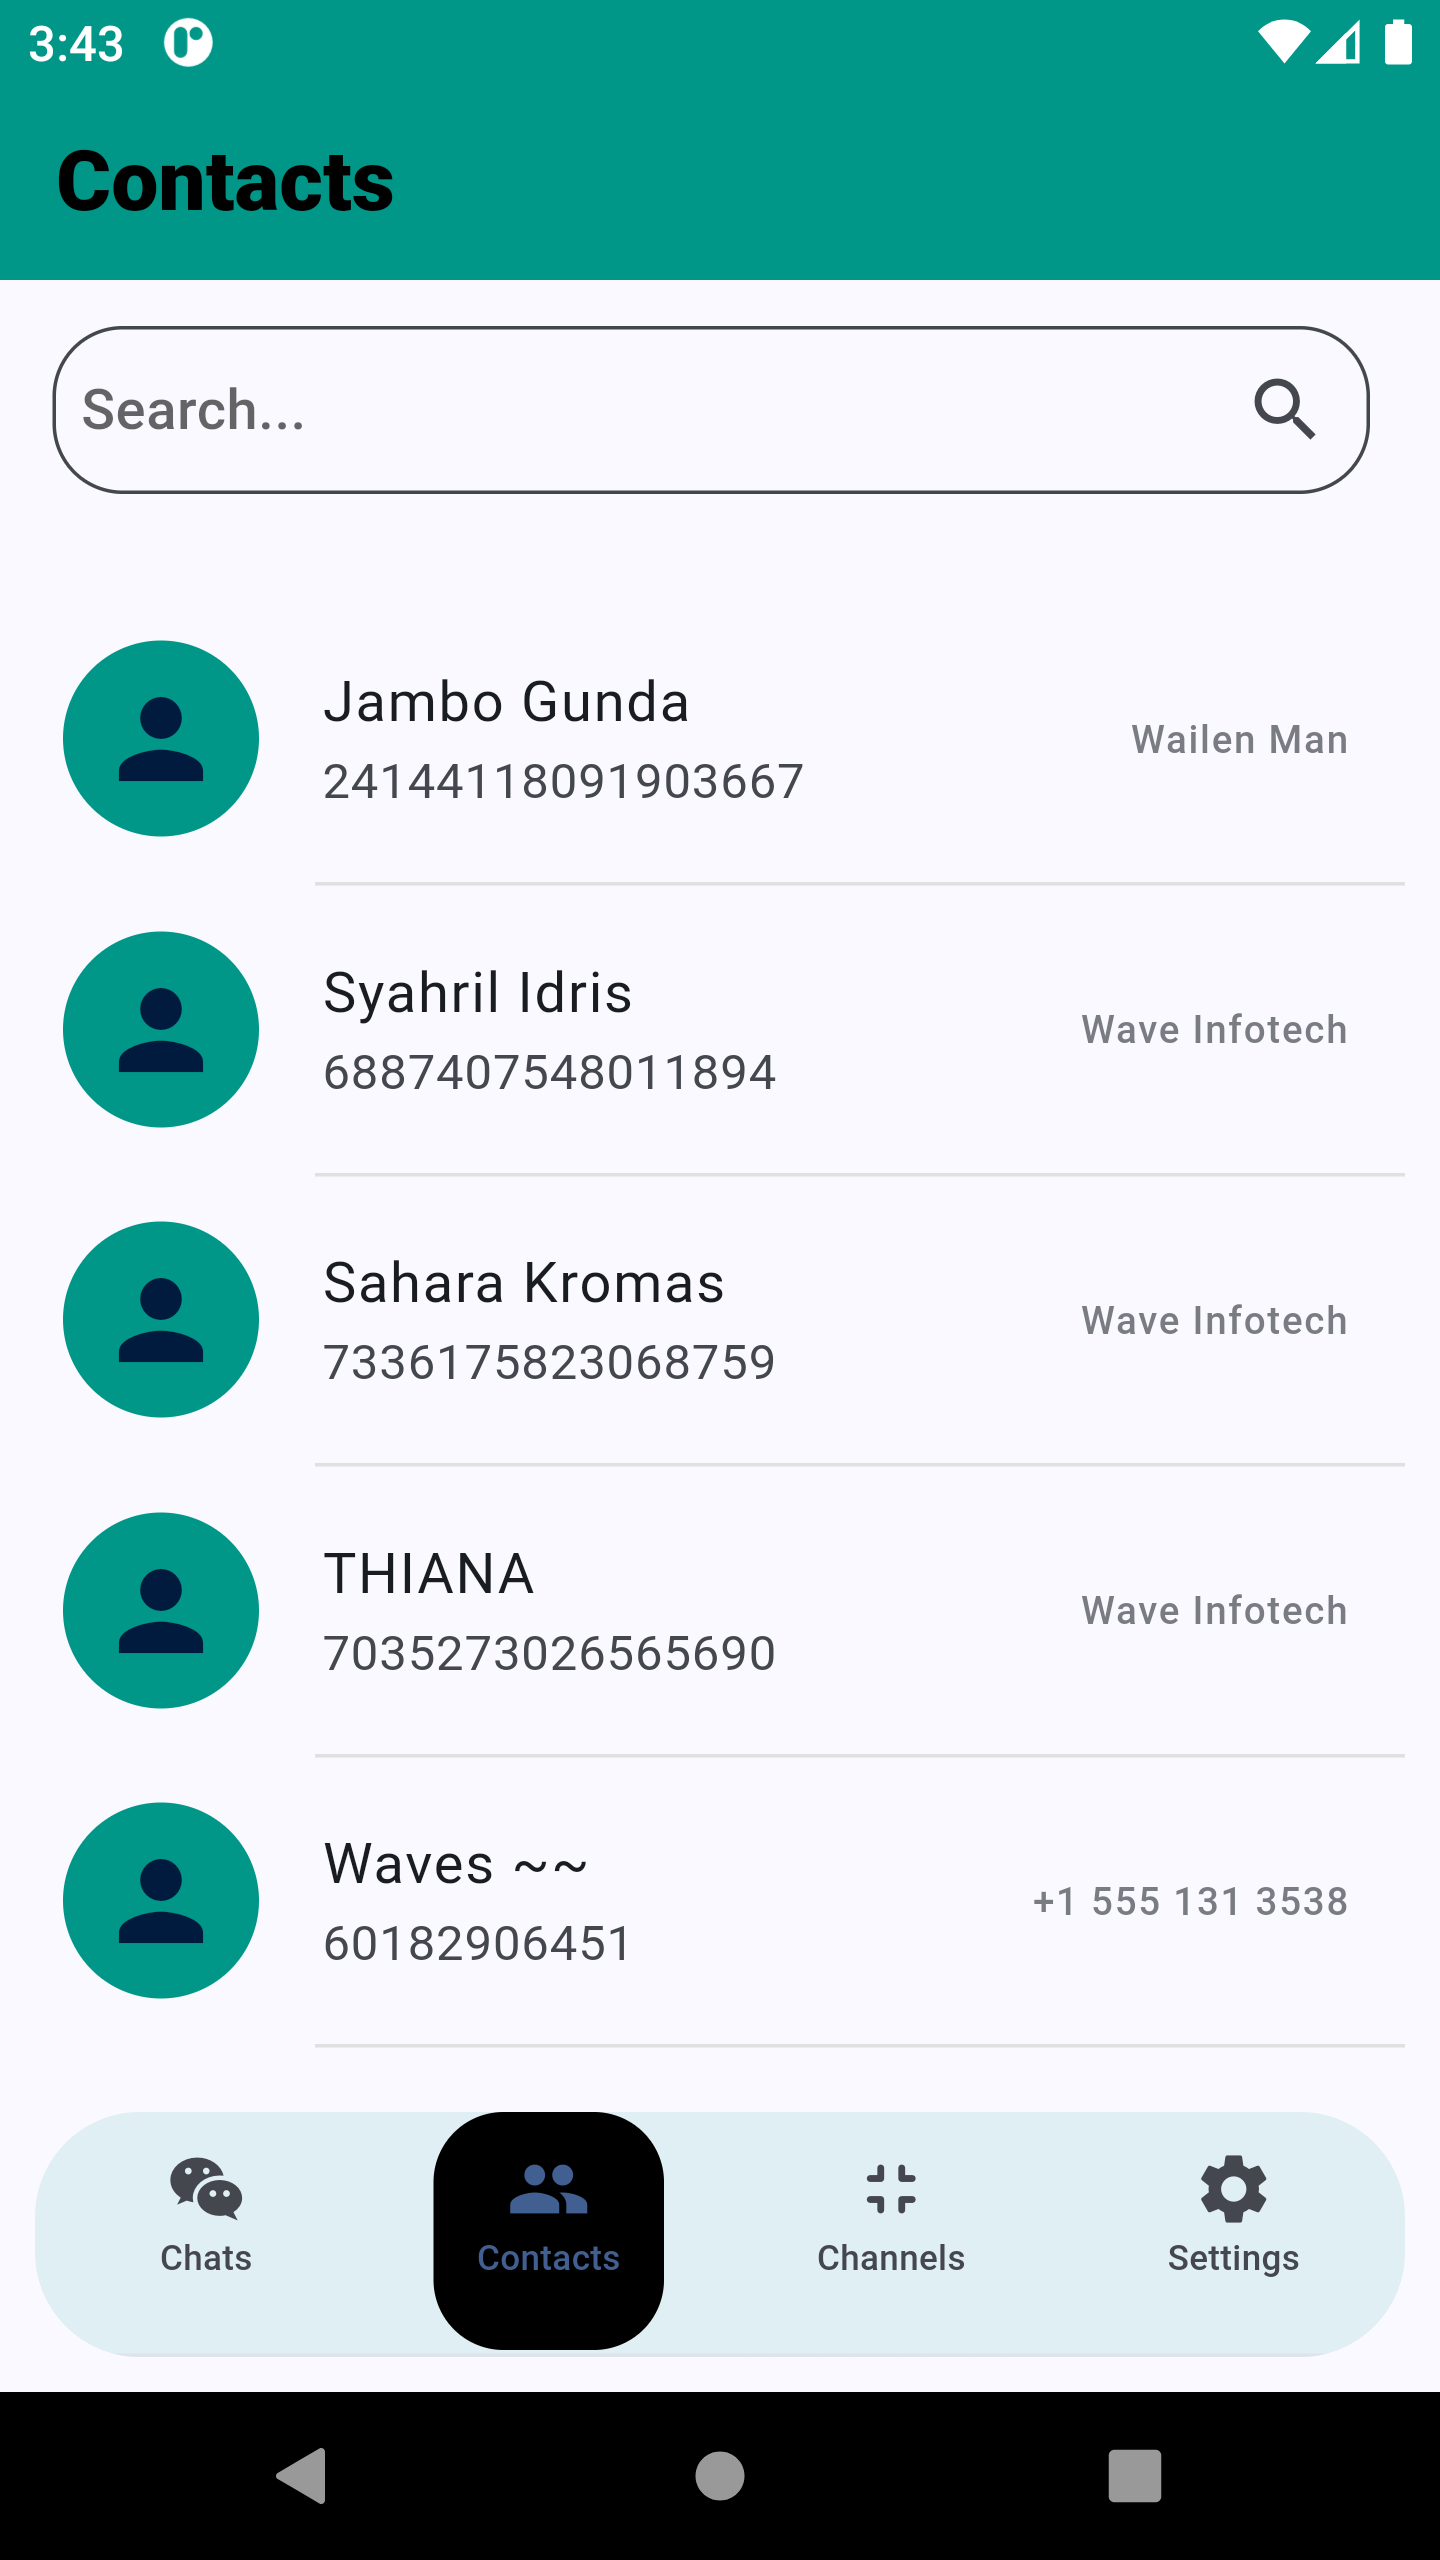 3:43
Contacts
Search...
Jambo Gunda
24144118091903667
Wailen Man
Syahril Idris
6887407548011894
Wave Infotech
Sahara Kromas
7336175823068759
Wave Infotech
THIANA
7035273026565690
Wave Infotech
Waves ~~
60182906451
+1 555 131 3538
Chats
Contacts
Channels
Settings